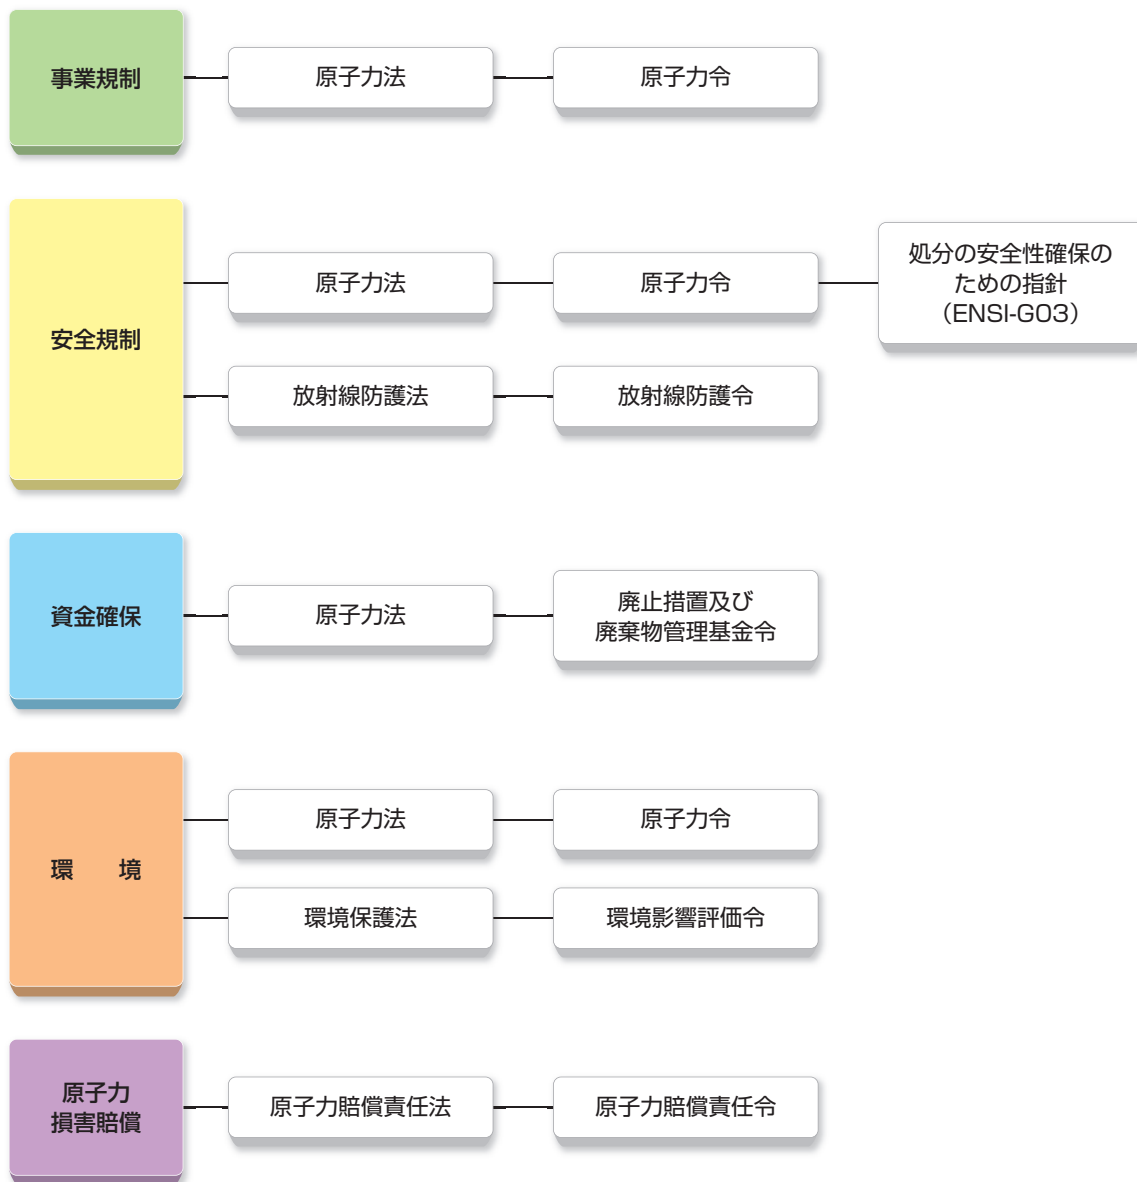 事業規制
原子力法
原子力令
安全規制
原子力法
原子力令
処分の安全性確保の
ための指針
（ENSI-G03）
放射線防護法
放射線防護令
資金確保
原子力法
廃止措置及び
廃棄物管理基金令
環　　境
原子力法
原子力令
環境保護法
環境影響評価令
原子力
損害賠償
原子力賠償責任法
原子力賠償責任令